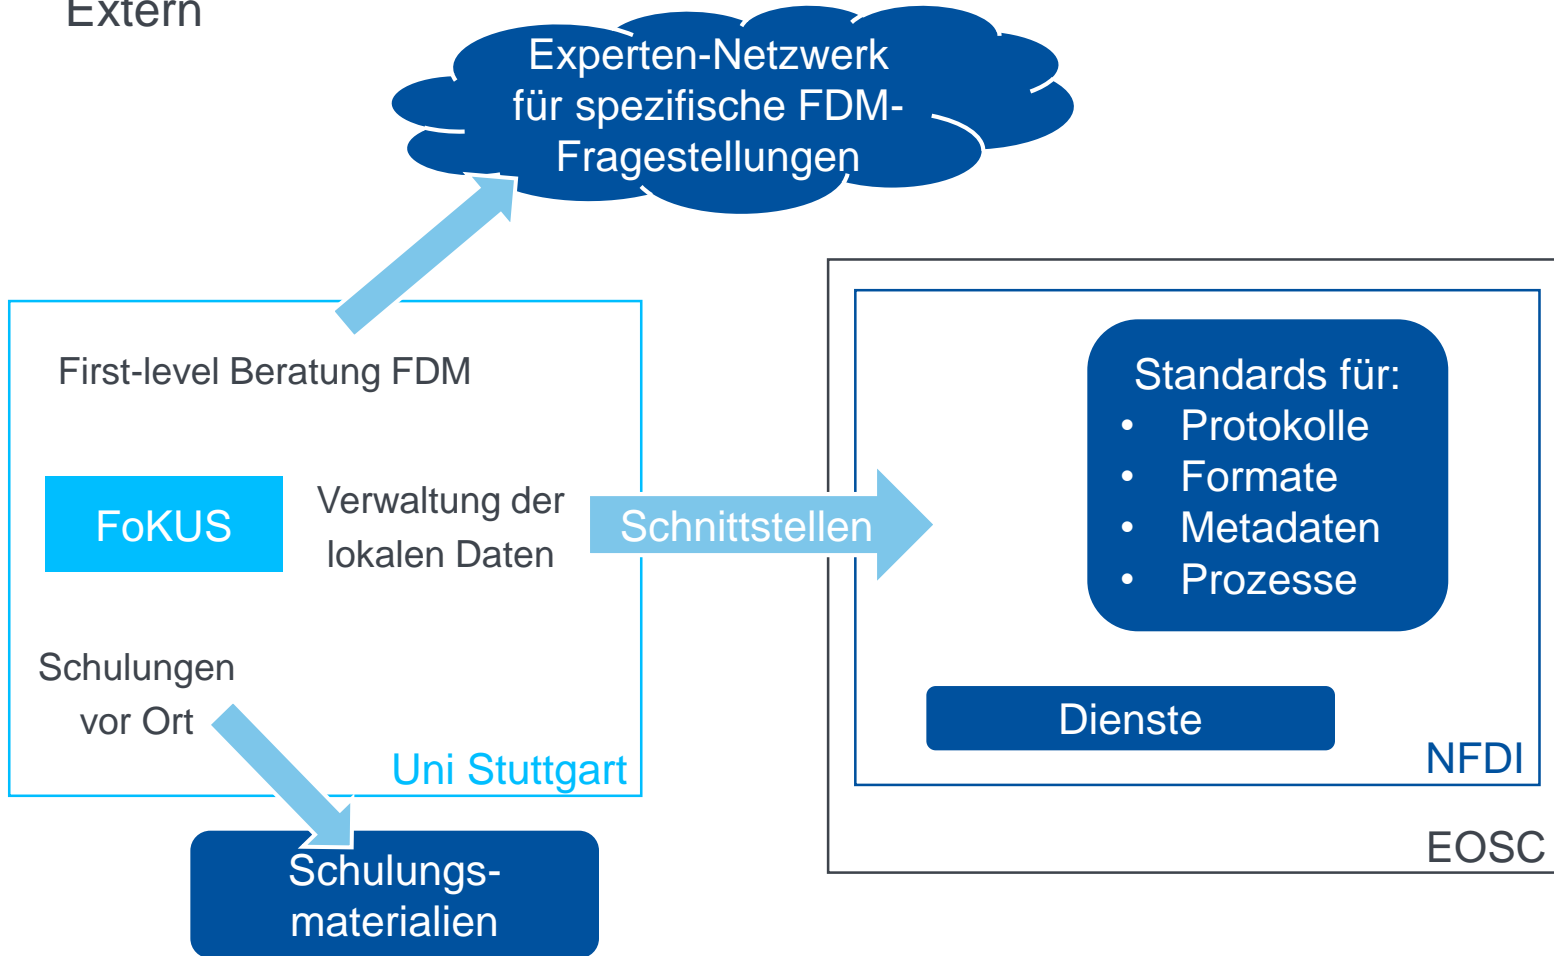 Extern
Experten-Netzwerk
für spezifische FDM-
Fragestellungen
First-level Beratung FDM
FoKUS
Verwaltung der
lokalen Daten
Schnittstellen
Schulungen
vor Ort
Uni Stuttgart
Schulungs-
materialien
Standards für:
• Protokolle
• Formate
• Metadaten
• Prozesse
Dienste
NFDI
EOSC